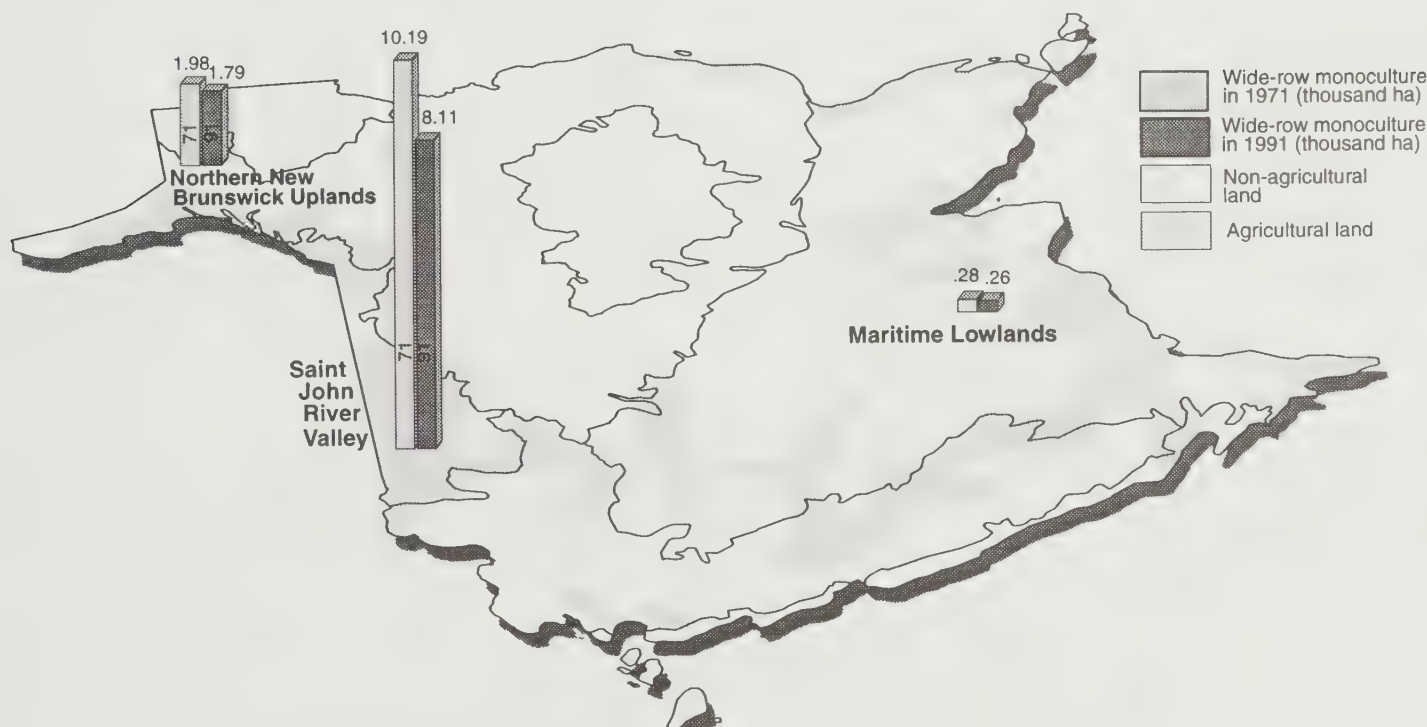 1.98
1.79
71
91
Northern New
Brunswick Uplands
10.19
8.11
71
91
Saint
John
River
Valley
.28 .26
Maritime Lowlands
Wide-row monoculture
in 1971 (thousand ha)
Wide-row monoculture
in 1991 (thousand ha)
Non-agricultural
land
Agricultural land